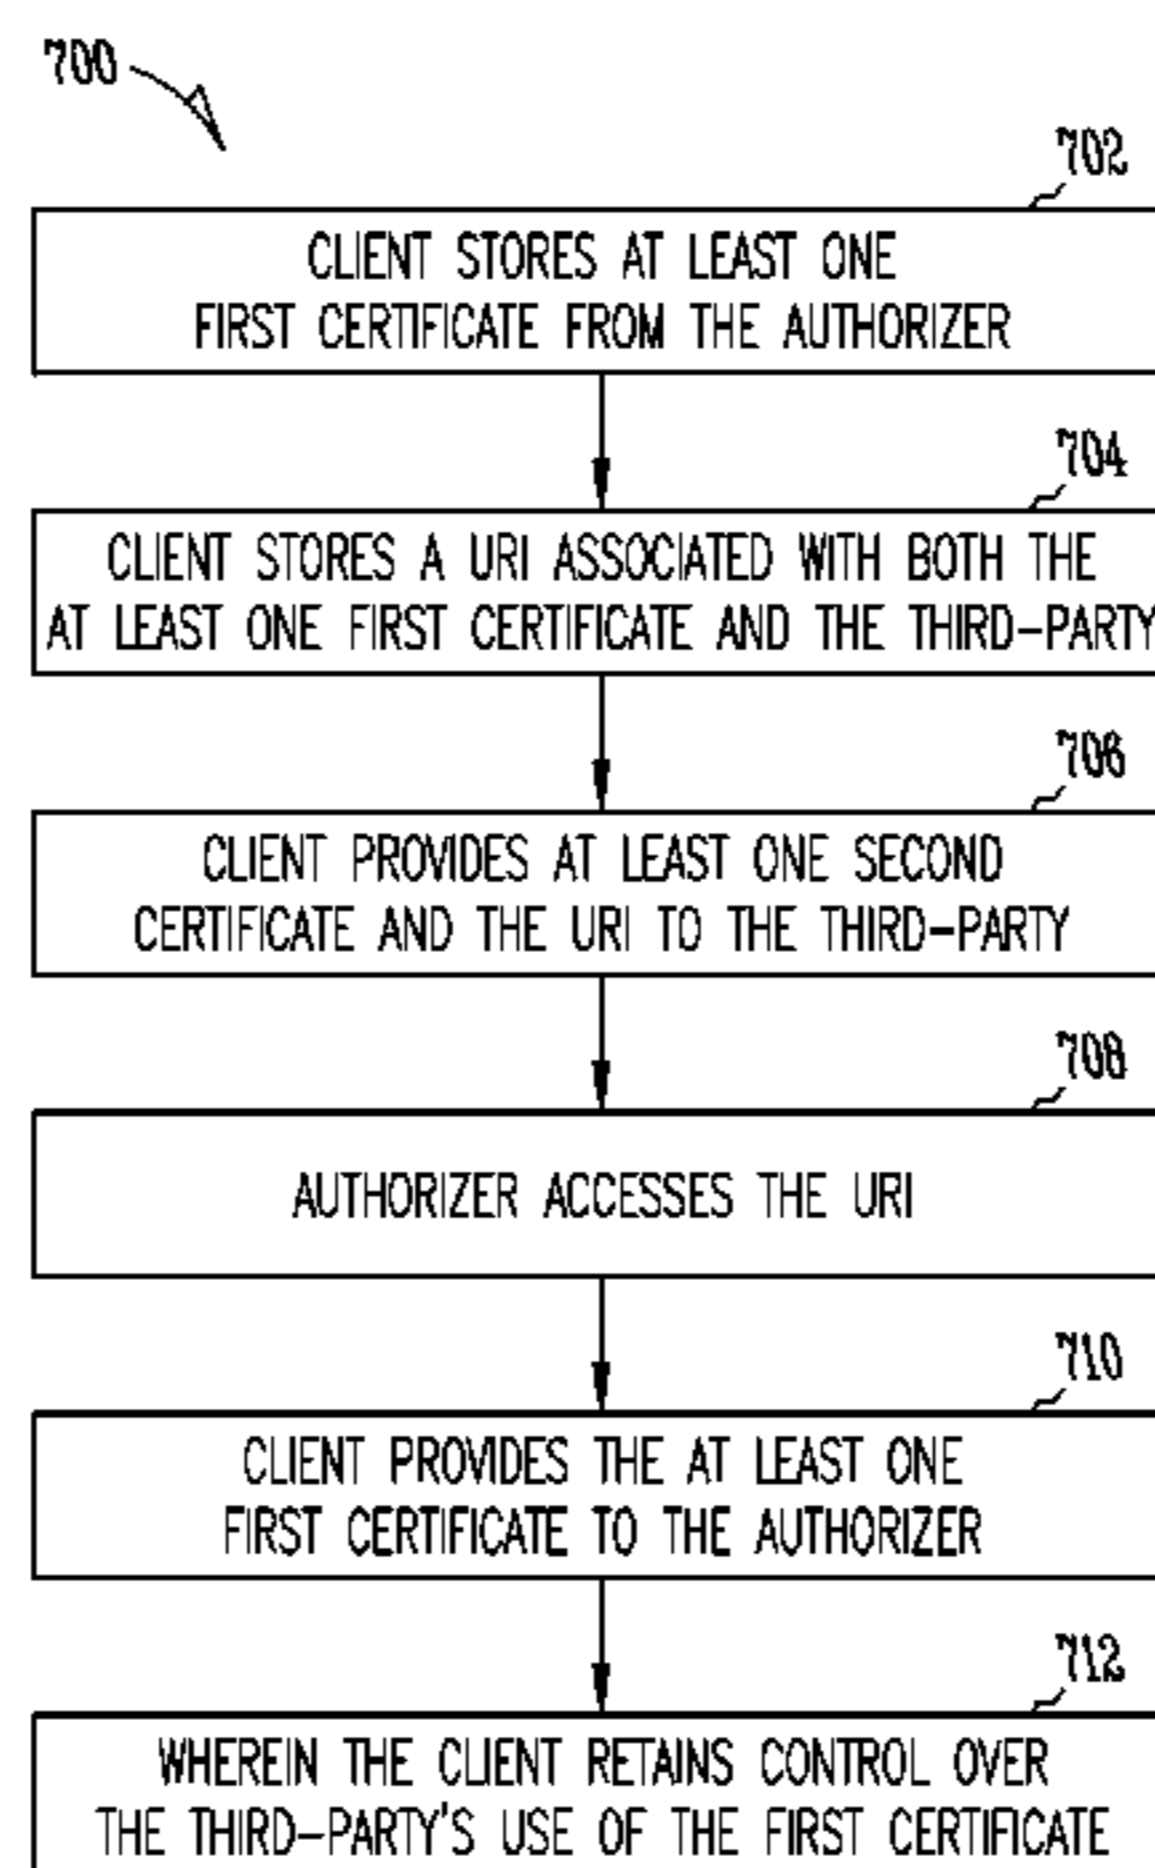 700
702
CLIENT STORES AT LEAST ONE
FIRST CERTIFICATE FROM THE AUTHORIZER
704
CLIENT STORES A URI ASSOCIATED WITH BOTH THE
AT LEAST ONE FIRST CERTIFICATE AND THE THIRD-PARTY
706
CLIENT PROVIDES AT LEAST ONE SECOND
CERTIFICATE AND THE URI TO THE THIRD-PARTY
708
AUTHORIZER ACCESSES THE URI
710
CLIENT PROVIDES THE AT LEAST ONE
FIRST CERTIFICATE TO THE AUTHORIZER
712
WHEREIN THE CLIENT RETAINS CONTROL OVER
THE THIRD-PARTY'S USE OF THE FIRST CERTIFICATE